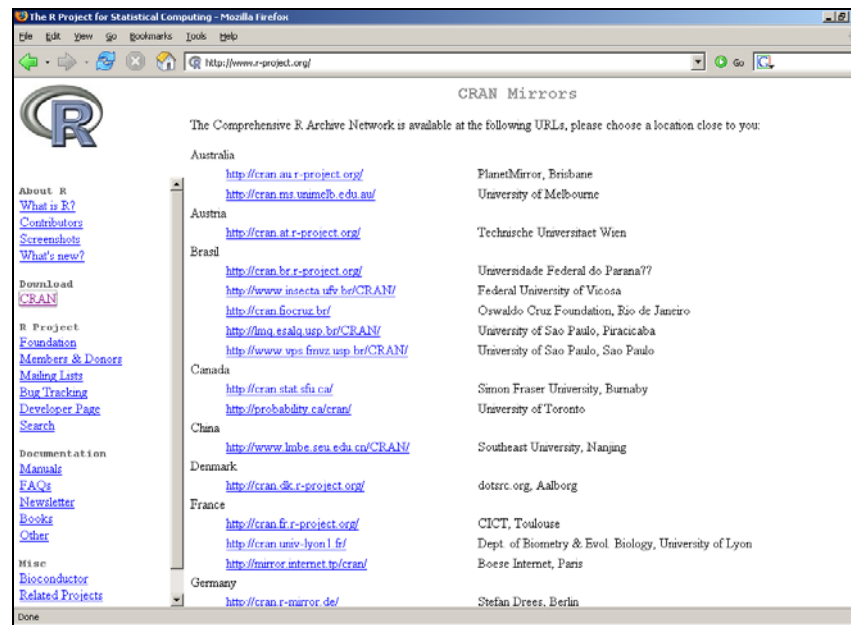 The R Project for Statistical Computing - Mozilla Firefox
File Edit View Go Bookmarks Tools Help
http://www.r-project.org/ Go
R
About R
What is R?
Contributors
Screenshots
What's new?
Download
CRAN
R Project
Foundation
Members & Donors
Mailing Lists
Bug Tracking
Developer Page
Search
Documentation
Manuals
FAQs
Newsletter
Books
Other
Misc
Bioconductor
Related Projects
CRAN Mirrors
The Comprehensive R Archive Network is available at the following URLs, please choose a location close to you:
Australia
http://cran.au.r-project.org/ PlanetMirror, Brisbane
http://cran.ms.unimelb.edu.au/ University of Melbourne
Austria
http://cran.at.r-project.org/ Technische Universitaet Wien
Brasil
http://cran.br.r-project.org/ Universidade Federal do Parana??
http://www.insecta.ufv.br/CRAN/ Federal University of Vicosa
http://cran.fiocruz.br/ Oswaldo Cruz Foundation, Rio de Janeiro
http://lmq.esalq.usp.br/CRAN/ University of Sao Paulo, Piracicaba
http://www.vps.fmvz.usp.br/CRAN/ University of Sao Paulo, Sao Paulo
Canada
http://cran.stat.sfu.ca/ Simon Fraser University, Burnaby
http://probability.ca/cran/ University of Toronto
China
http://www.lmbe.seu.edu.cn/CRAN/ Southeast University, Nanjing
Denmark
http://cran.dk.r-project.org/ dotsrc.org, Aalborg
France
http://cran.fr.r-project.org/ CICT, Toulouse
http://cran.univ-lyon1.fr/ Dept. of Biometry & Evol. Biology, University of Lyon
http://mirror.internet.tp/cran/ Boese Internet, Paris
Germany
http://cran.r-mirror.de/ Stefan Drees, Berlin
Done